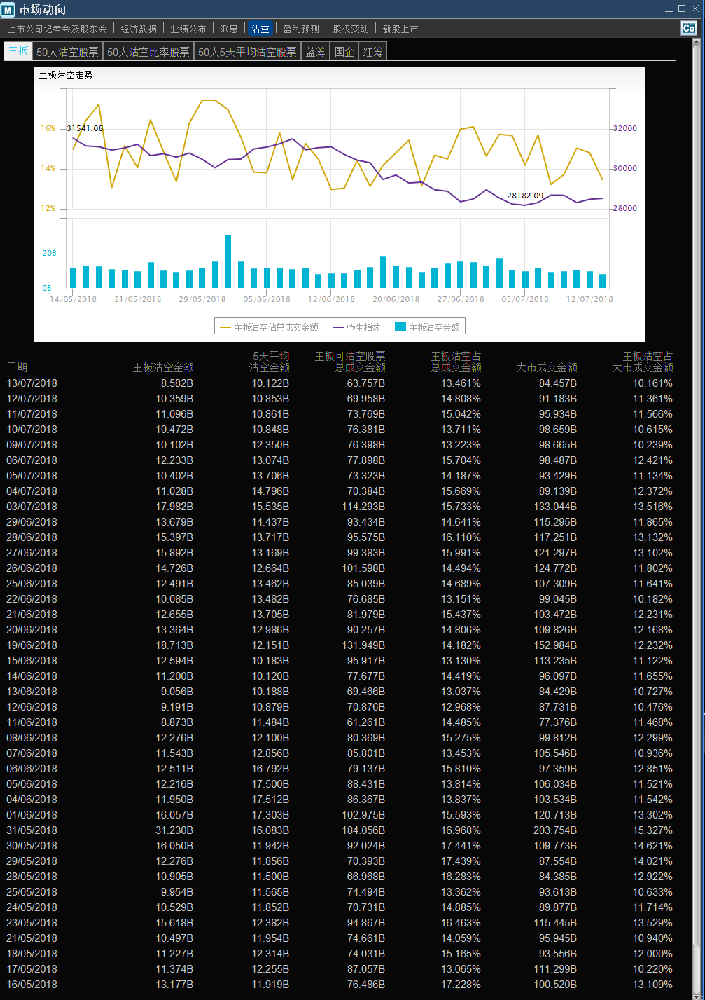 M 市场动向
上市公司记者会及股东会 经济数据 业绩公布 派息 沽空 盈利预测 股权变动 新股上市 Co
主板 50大沽空股票 50大沽空比率股票 50大5天平均沽空股票 蓝筹 国企 红筹
主板沽空走势
16% 31541.08 32000
14% 30000
28182.09
12% 28000
20B
0B
14/05/2018 21/05/2018 29/05/2018 05/06/2018 12/06/2018 20/06/2018 27/06/2018 05/07/2018 12/07/2018
主板沽空佔总成交金额 恆生指数 主板沽空金额
5天平均 主板可沽空股票 主板沽空占 主板沽空占
日期 主板沽空金额 沽空金额 总成交金额 总成交金额 大市成交金额 大市成交金额
13/07/2018 8.582B 10.122B 63.757B 13.461% 84.457B 10.161%
12/07/2018 10.359B 10.853B 69.958B 14.808% 91.183B 11.361%
11/07/2018 11.096B 10.861B 73.769B 15.042% 95.934B 11.566%
10/07/2018 10.472B 10.848B 76.381B 13.711% 98.659B 10.615%
09/07/2018 10.102B 12.350B 76.398B 13.223% 98.665B 10.239%
06/07/2018 12.233B 13.074B 77.898B 15.704% 98.487B 12.421%
05/07/2018 10.402B 13.706B 73.323B 14.187% 93.429B 11.134%
04/07/2018 11.028B 14.796B 70.384B 15.669% 89.139B 12.372%
03/07/2018 17.982B 15.535B 114.293B 15.733% 133.044B 13.516%
29/06/2018 13.679B 14.437B 93.434B 14.641% 115.295B 11.865%
28/06/2018 15.397B 13.717B 95.575B 16.110% 117.251B 13.132%
27/06/2018 15.892B 13.169B 99.383B 15.991% 121.297B 13.102%
26/06/2018 14.726B 12.664B 101.598B 14.494% 124.772B 11.802%
25/06/2018 12.491B 13.462B 85.039B 14.689% 107.309B 11.641%
22/06/2018 10.085B 13.482B 76.685B 13.151% 99.045B 10.182%
21/06/2018 12.655B 13.705B 81.979B 15.437% 103.472B 12.231%
20/06/2018 13.364B 12.986B 90.257B 14.806% 109.826B 12.168%
19/06/2018 18.713B 12.151B 131.949B 14.182% 152.984B 12.232%
15/06/2018 12.594B 10.183B 95.917B 13.130% 113.235B 11.122%
14/06/2018 11.200B 10.120B 77.677B 14.419% 96.097B 11.655%
13/06/2018 9.056B 10.188B 69.466B 13.037% 84.429B 10.727%
12/06/2018 9.191B 10.879B 70.876B 12.968% 87.731B 10.476%
11/06/2018 8.873B 11.484B 61.261B 14.485% 77.376B 11.468%
08/06/2018 12.276B 12.100B 80.369B 15.275% 99.812B 12.299%
07/06/2018 11.543B 12.856B 85.801B 13.453% 105.546B 10.936%
06/06/2018 12.511B 16.792B 79.137B 15.810% 97.359B 12.851%
05/06/2018 12.216B 17.500B 88.431B 13.814% 106.034B 11.521%
04/06/2018 11.950B 17.512B 86.367B 13.837% 103.534B 11.542%
01/06/2018 16.057B 17.303B 102.975B 15.593% 120.713B 13.302%
31/05/2018 31.230B 16.083B 184.056B 16.968% 203.754B 15.327%
30/05/2018 16.050B 11.942B 92.024B 17.441% 109.773B 14.621%
29/05/2018 12.276B 11.856B 70.393B 17.439% 87.554B 14.021%
28/05/2018 10.905B 11.500B 66.968B 16.283% 84.385B 12.922%
25/05/2018 9.954B 11.565B 74.494B 13.362% 93.613B 10.633%
24/05/2018 10.529B 11.852B 70.731B 14.885% 89.877B 11.714%
23/05/2018 15.618B 12.382B 94.867B 16.463% 115.445B 13.529%
21/05/2018 10.497B 11.954B 74.661B 14.059% 95.945B 10.940%
18/05/2018 11.227B 12.314B 74.031B 15.165% 93.556B 12.000%
17/05/2018 11.374B 12.255B 87.057B 13.065% 111.299B 10.220%
16/05/2018 13.177B 11.919B 76.486B 17.228% 100.520B 13.109%